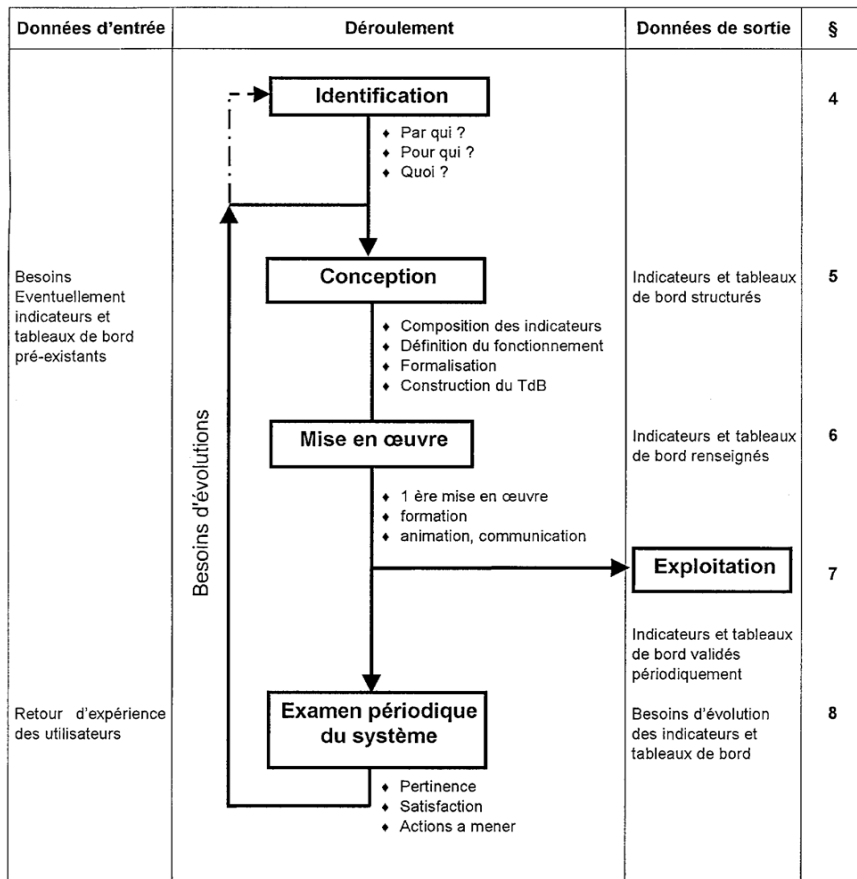 Données d'entrée
Déroulement
Données de sortie
§
Identification
4
♦ Par qui ?
♦ Pour qui ?
♦ Quoi ?
Besoins
Eventuellement
indicateurs et
tableaux de bord
pré-existants
Conception
Indicateurs et tableaux
de bord structurés
5
♦ Composition des indicateurs
♦ Définition du fonctionnement
♦ Formalisation
♦ Construction du TdB
Besoins d'évolutions
Mise en œuvre
Indicateurs et tableaux
de bord renseignés
6
♦ 1 ère mise en œuvre
♦ formation
♦ animation, communication
Exploitation
7
Indicateurs et tableaux
de bord validés
périodiquement
Retour d'expérience
des utilisateurs
Examen périodique
du système
Besoins d'évolution
des indicateurs et
tableaux de bord
8
♦ Pertinence
♦ Satisfaction
♦ Actions a mener